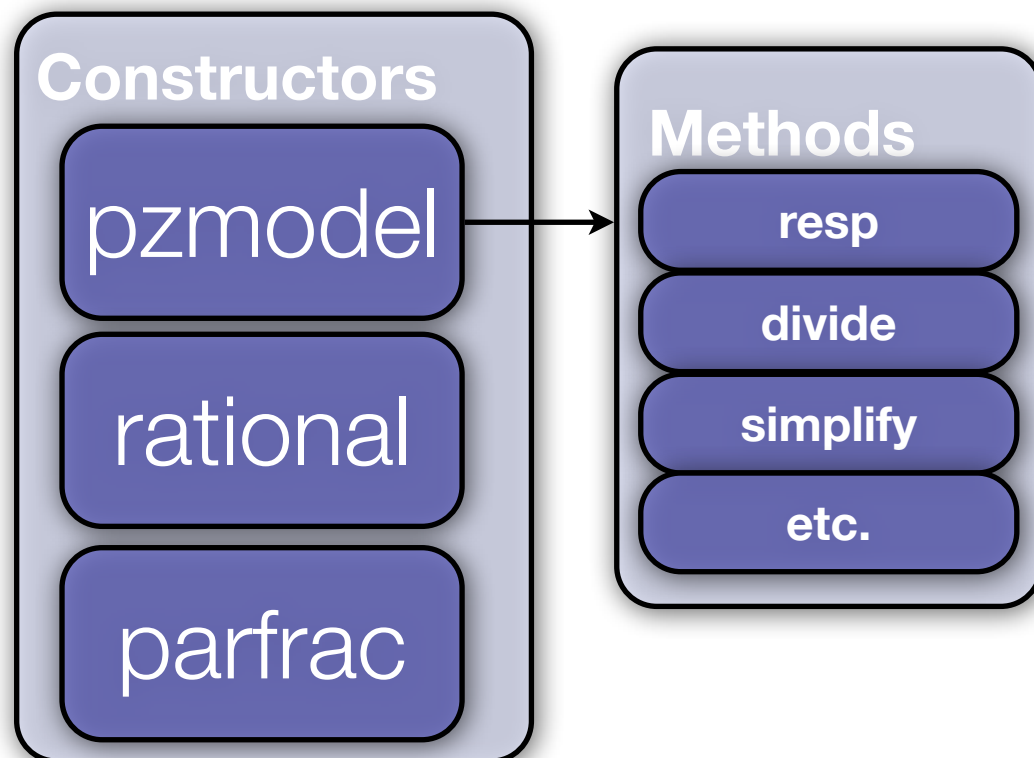 Constructors
pzmodel
rational
parfrac
Methods
resp
divide
simplify
etc.